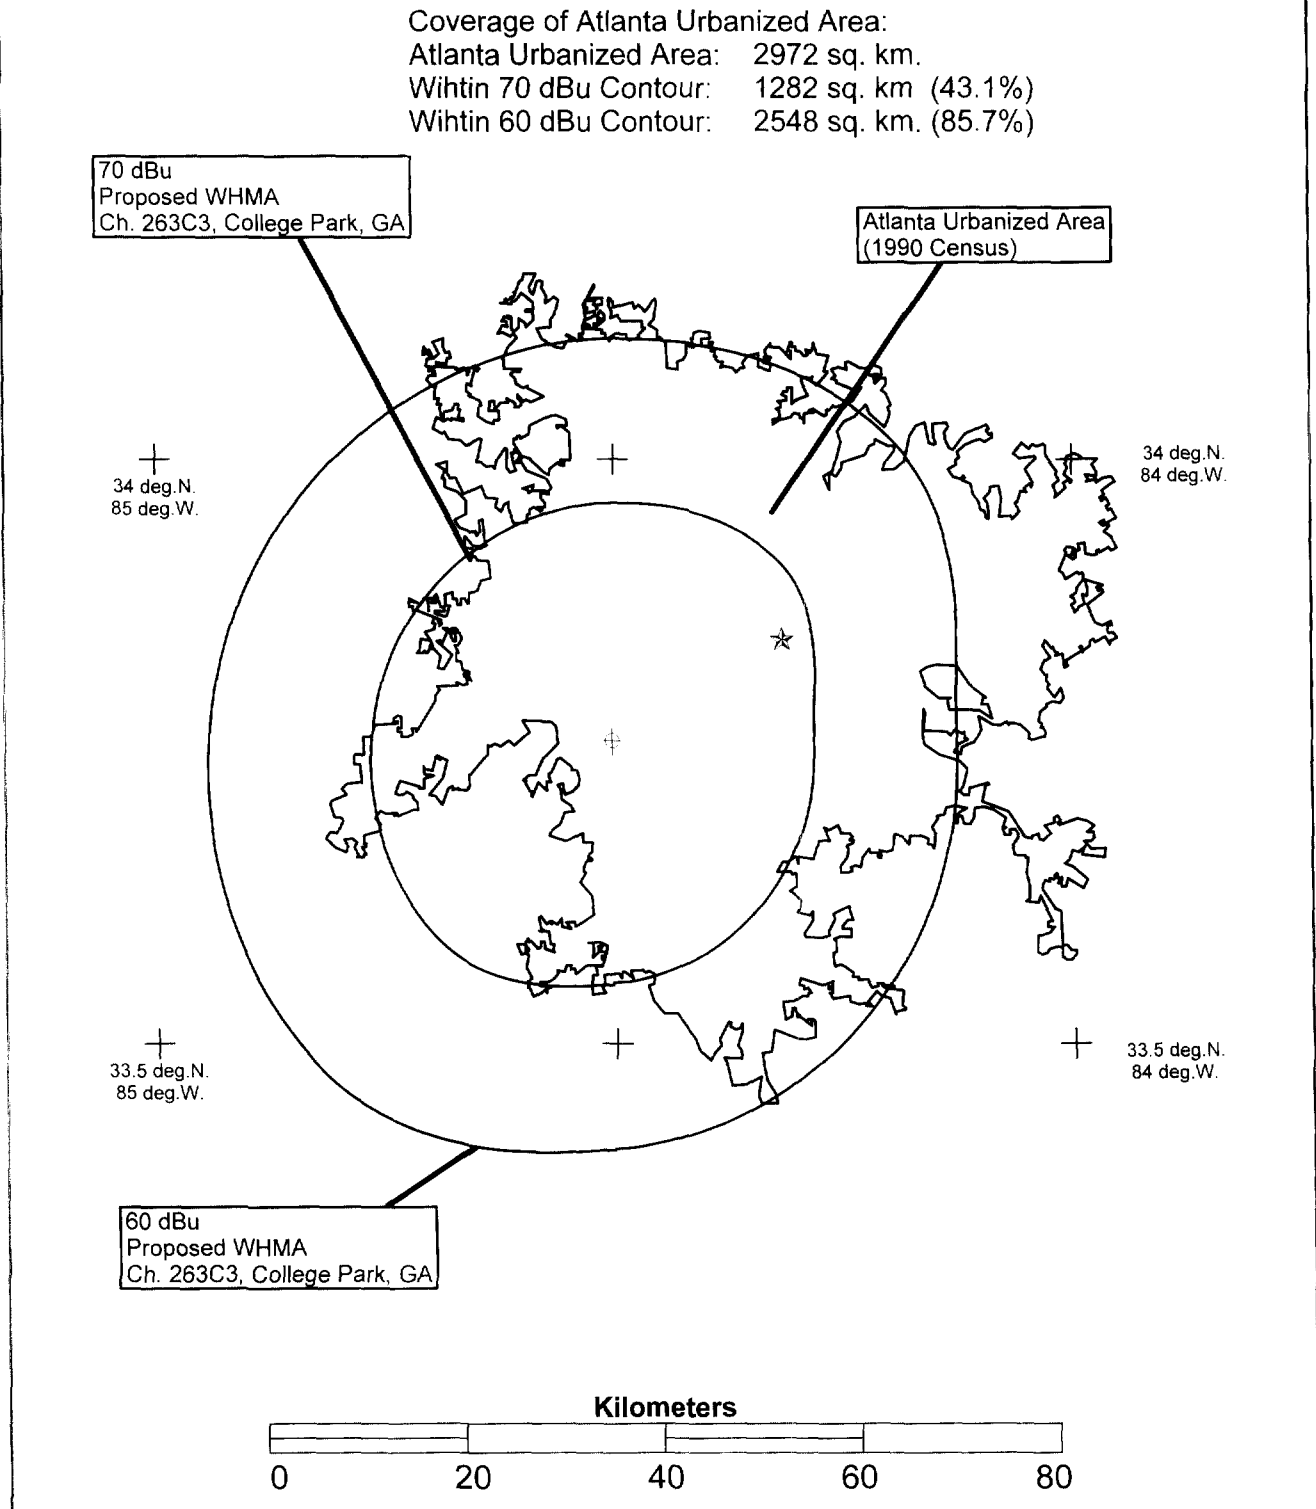 Coverage of Atlanta Urbanized Area:
Atlanta Urbanized Area: 2972 sq. km.
Wihtin 70 dBu Contour: 1282 sq. km (43.1%)
Wihtin 60 dBu Contour: 2548 sq. km. (85.7%)
70 dBu
Proposed WHMA
Ch. 263C3, College Park, GA
Atlanta Urbanized Area
(1990 Census)
34 deg.N.
85 deg.W.
34 deg.N.
84 deg.W.
33.5 deg.N.
85 deg.W.
33.5 deg.N.
84 deg.W.
60 dBu
Proposed WHMA
Ch. 263C3, College Park, GA
Kilometers
0 20 40 60 80